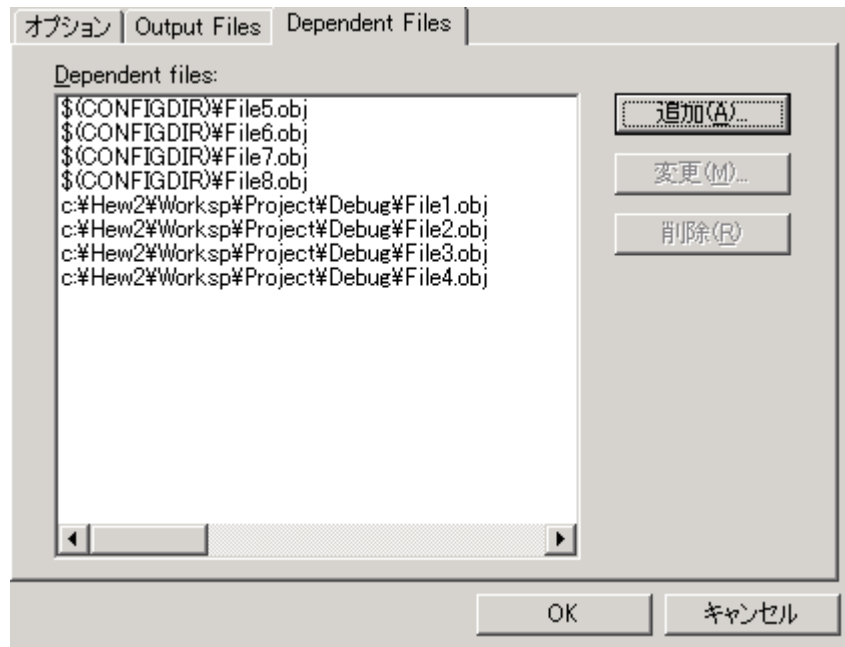 オプション Output Files Dependent Files
Dependent files:
$(CONFIGDIR)¥File5.obj
$(CONFIGDIR)¥File6.obj
$(CONFIGDIR)¥File7.obj
$(CONFIGDIR)¥File8.obj
c:¥Hew2¥Worksp¥Project¥Debug¥File1.obj
c:¥Hew2¥Worksp¥Project¥Debug¥File2.obj
c:¥Hew2¥Worksp¥Project¥Debug¥File3.obj
c:¥Hew2¥Worksp¥Project¥Debug¥File4.obj
追加(A)...
変更(M)...
削除(R)
OK キャンセル